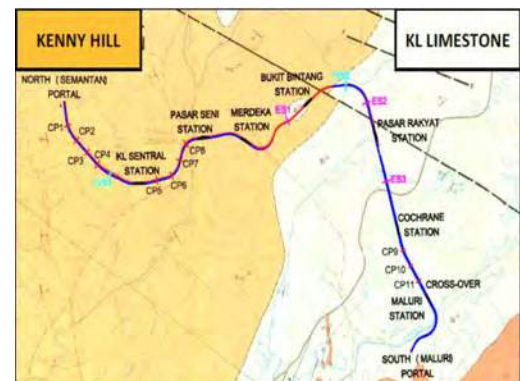 KENNY HILL
KL LIMESTONE
NORTH (SEMANTAN)
PORTAL
CP1
CP2
CP3
CP4
KL SENTRAL
STATION
CP5
CP6
CP7
CP8
PASAR SENI
STATION
MERDEKA
STATION
BUKIT BINTANG
STATION
ES1
ES2
PASAR RAKYAT
STATION
ES3
COCHRANE
STATION
CP9
CP10
CP11
CROSS-OVER
MALURI
STATION
SOUTH (MALURI)
PORTAL